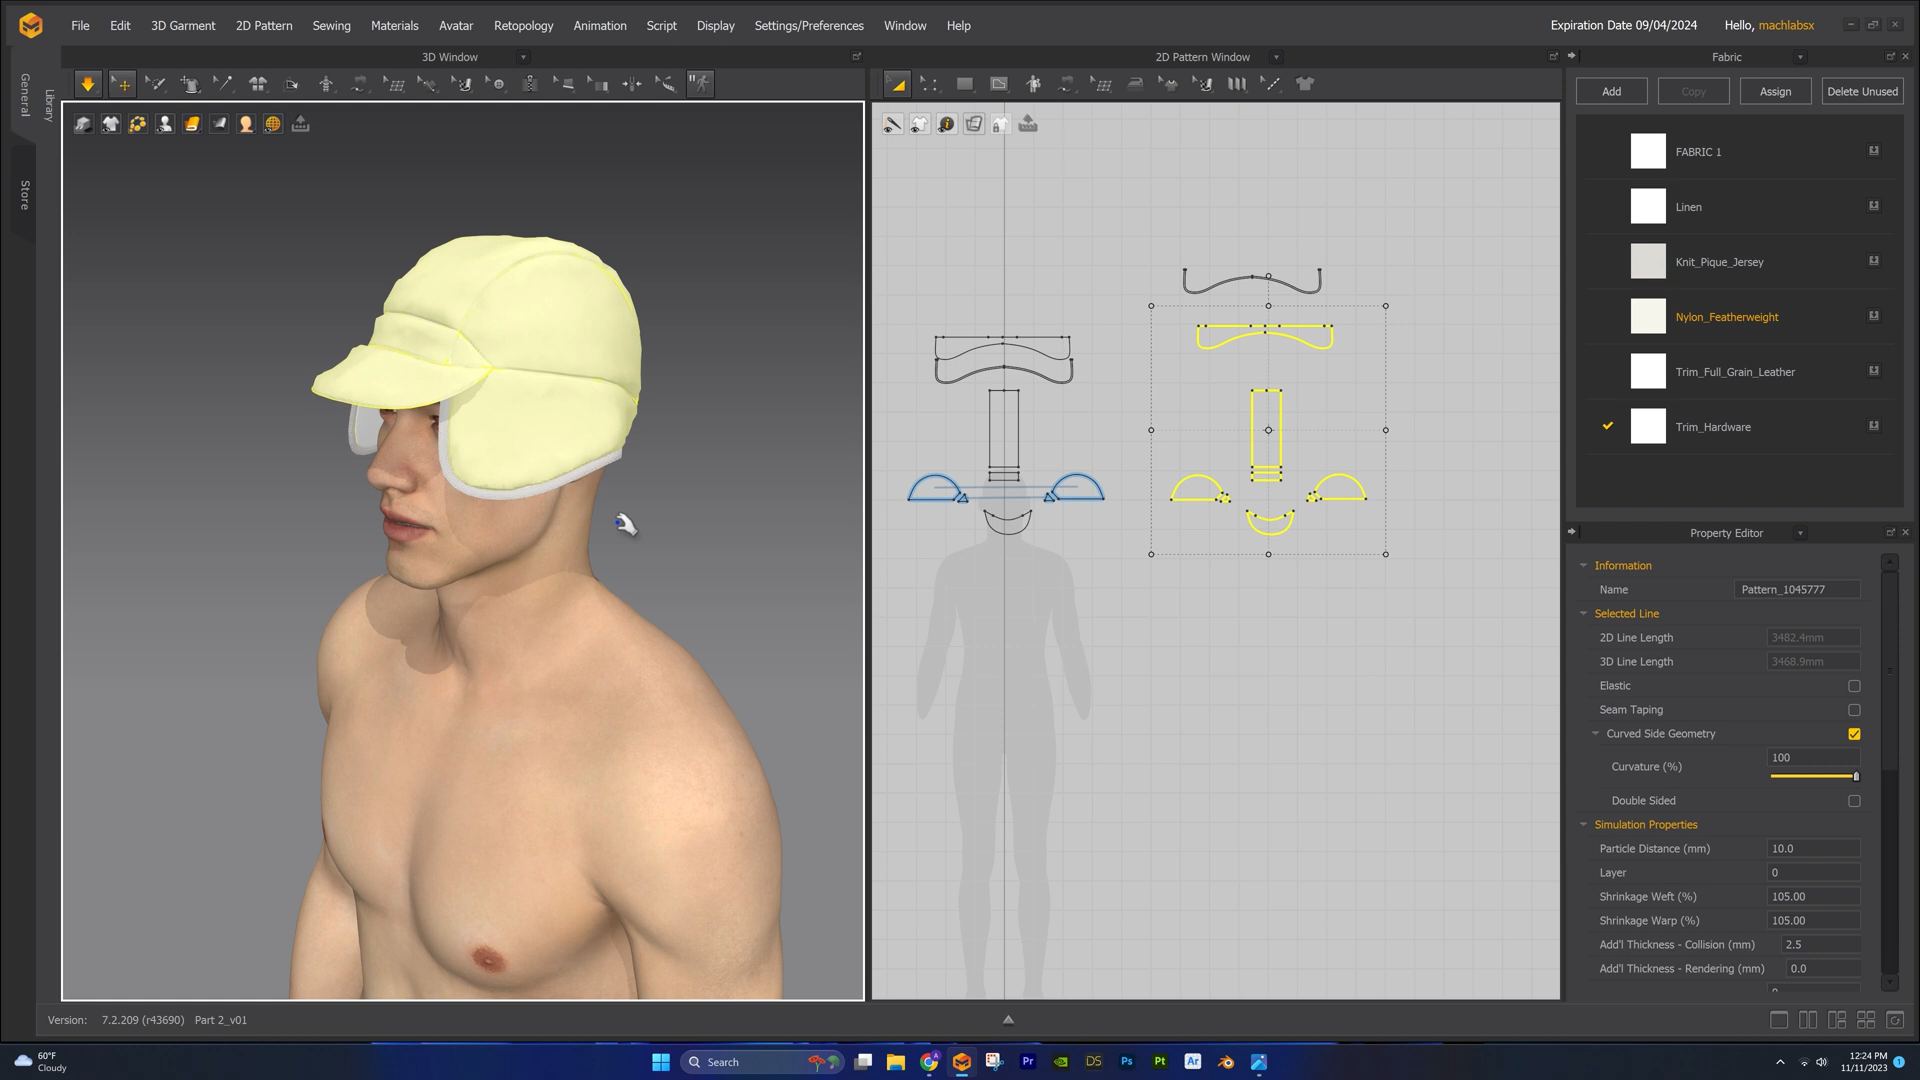 File Edit 3D Garment 2D Pattern Sewing Materials Avatar Retopology Animation Script Display Settings/Preferences Window Help
Expiration Date 09/04/2024 Hello, machlabsx
General
Library
Store
3D Window
2D Pattern Window
Fabric
Add Copy Assign Delete Unused
FABRIC 1
Linen
Knit_Pique_Jersey
Nylon_Featherweight
Trim_Full_Grain_Leather
Trim_Hardware
Property Editor
Information
Name Pattern_1045777
Selected Line
2D Line Length 3482.4mm
3D Line Length 3468.9mm
Elastic
Seam Taping
Curved Side Geometry
Curvature (%) 100
Double Sided
Simulation Properties
Particle Distance (mm) 10.0
Layer 0
Shrinkage Weft (%) 105.00
Shrinkage Warp (%) 105.00
Add'l Thickness - Collision (mm) 2.5
Add'l Thickness - Rendering (mm) 0.0
Version: 7.2.209 (r43690) Part 2_v01
60°F
Cloudy
Search
Pr
DS
Ps
Pt
Ar
12:24 PM
11/11/2023
1